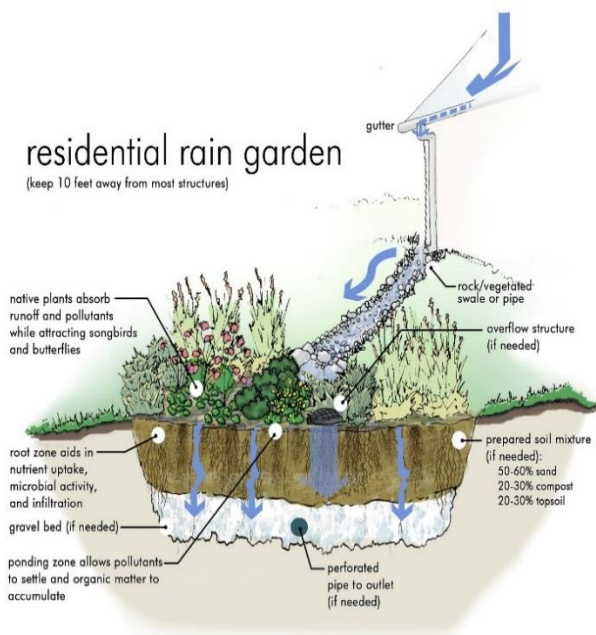 gutter
residential rain garden
(keep 10 feet away from most structures)
rock/vegetated
swale or pipe
native plants absorb
runoff and pollutants
while attracting songbirds
and butterflies
overflow structure
(if needed)
root zone aids in
nutrient uptake,
microbial activity,
and infiltration
prepared soil mixture
(if needed):
50-60% sand
20-30% compost
20-30% topsoil
gravel bed (if needed)
ponding zone allows pollutants
to settle and organic matter to
accumulate
perforated
pipe to outlet
(if needed)